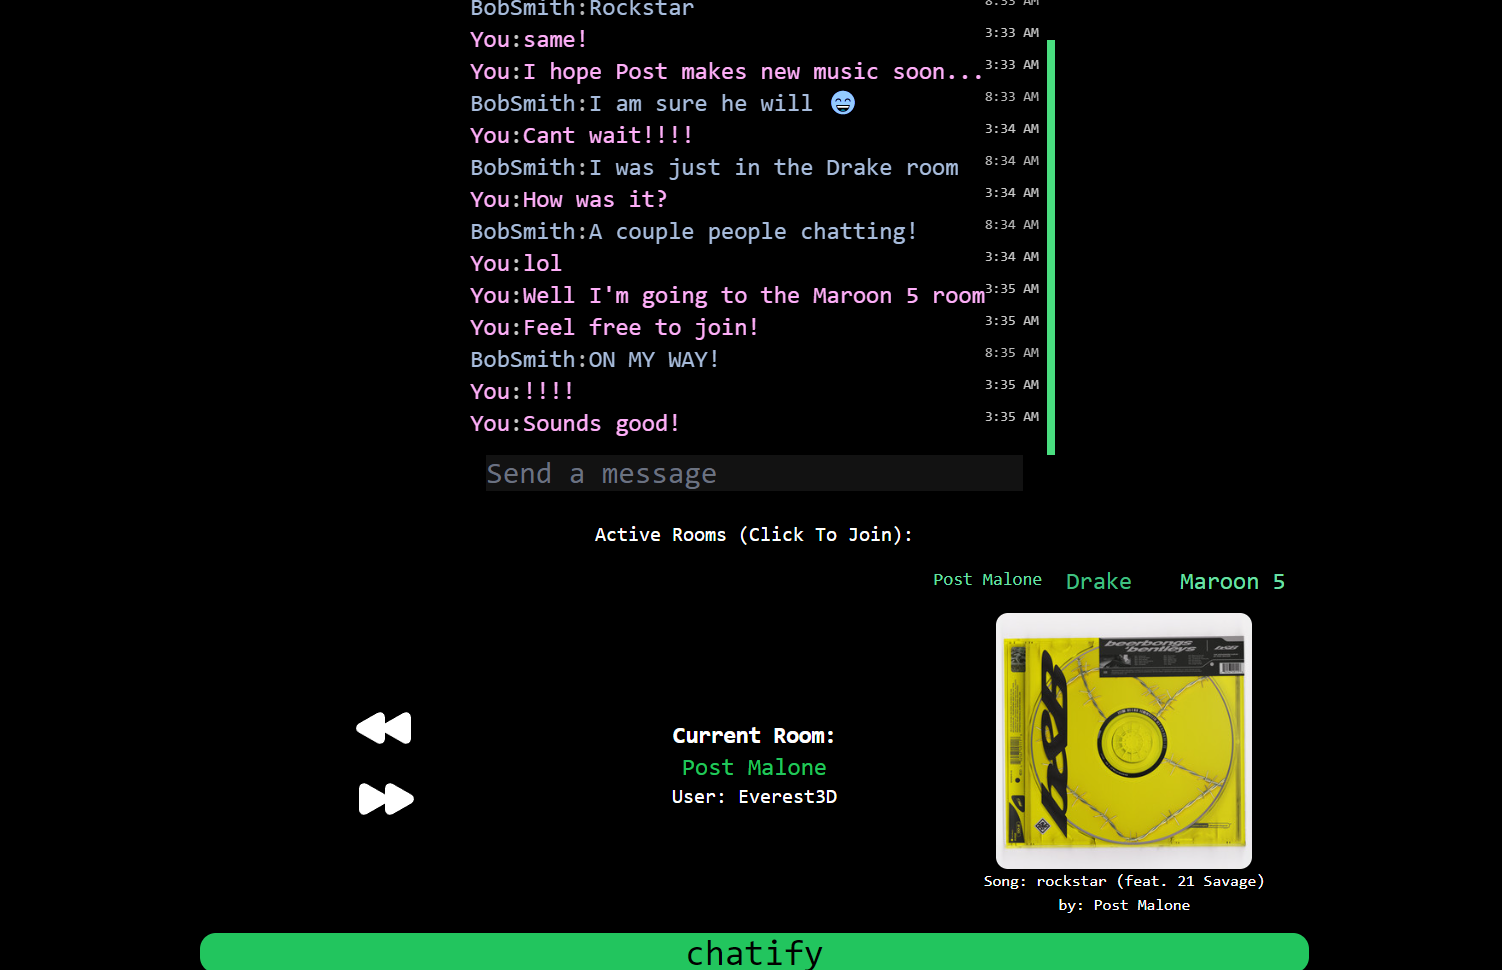 BobSmith:Rockstar 8:33 AM
You:same! 3:33 AM
You:I hope Post makes new music soon... 3:33 AM
BobSmith:I am sure he will 😄 8:33 AM
You:Cant wait!!!! 3:34 AM
BobSmith:I was just in the Drake room 8:34 AM
You:How was it? 3:34 AM
BobSmith:A couple people chatting! 8:34 AM
You:lol 3:34 AM
You:Well I'm going to the Maroon 5 room 3:35 AM
You:Feel free to join! 3:35 AM
BobSmith:ON MY WAY! 8:35 AM
You:!!!! 3:35 AM
You:Sounds good! 3:35 AM
Send a message
Active Rooms (Click To Join):
Post Malone Drake Maroon 5
beerbongs
&bentleys
Current Room:
Post Malone
User: Everest3D
Song: rockstar (feat. 21 Savage)
by: Post Malone
chatify